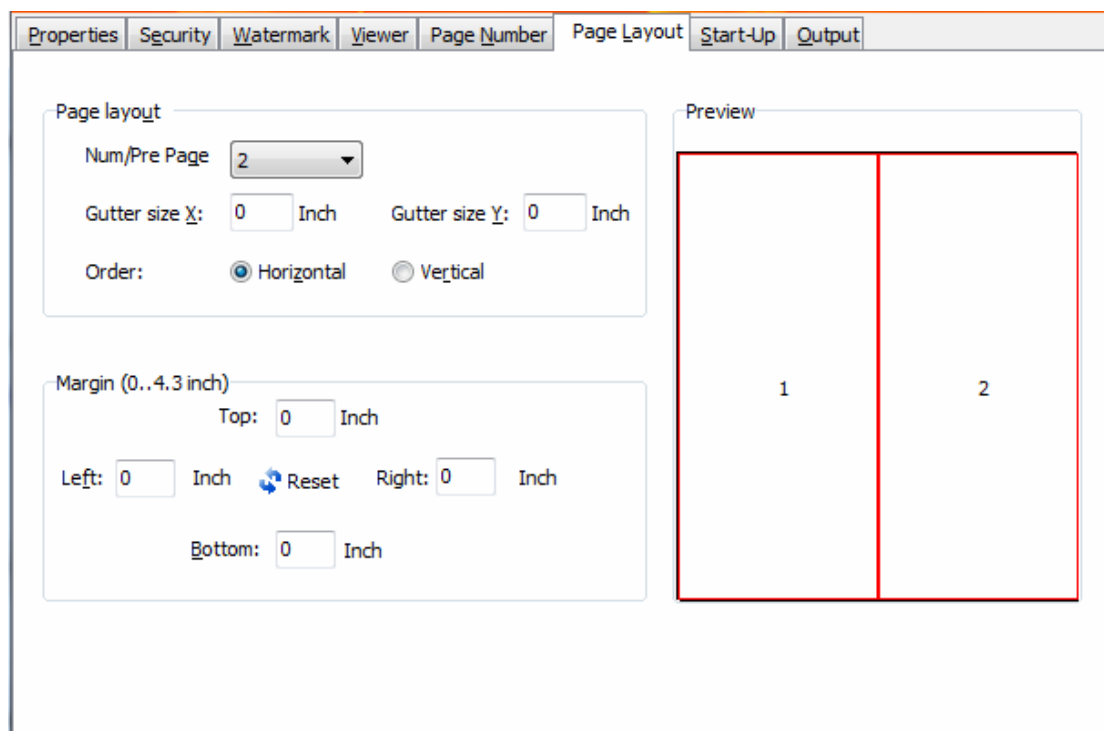 Properties Security Watermark Viewer Page Number Page Layout Start-Up Output
Page layout
Num/Pre Page 2
Gutter size X: 0 Inch Gutter size Y: 0 Inch
Order: Horizontal Vertical
Margin (0..4.3 inch)
Top: 0 Inch
Left: 0 Inch Reset Right: 0 Inch
Bottom: 0 Inch
Preview
1 2